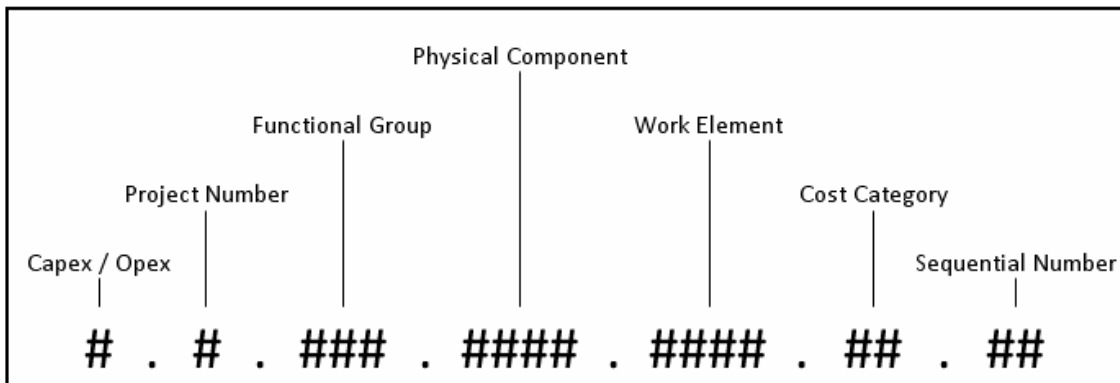 Physical Component
Functional Group
Work Element
Project Number
Cost Category
Capex / Opex
Sequential Number
# . # . ### . #### . #### . ## . ##